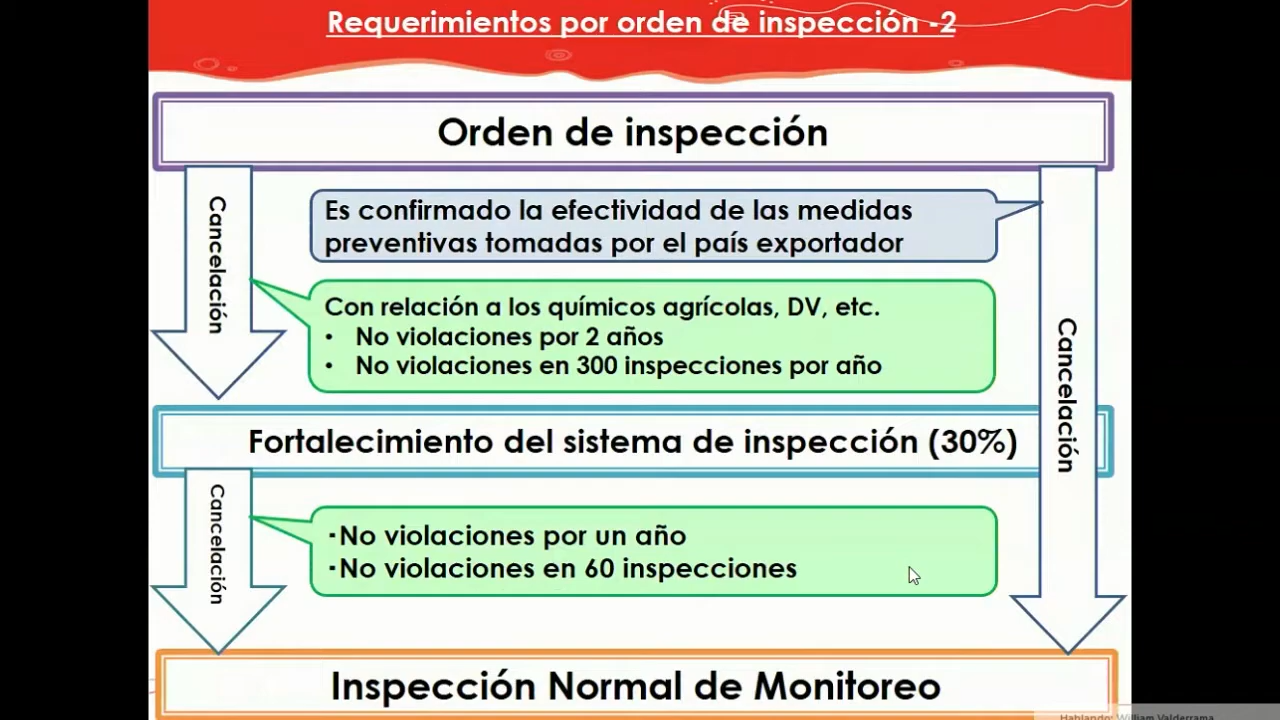 Requerimientos por orden de inspección -2
Orden de inspección
Cancelación
Es confirmado la efectividad de las medidas
preventivas tomadas por el país exportador
Con relación a los químicos agrícolas, DV, etc.
• No violaciones por 2 años
• No violaciones en 300 inspecciones por año
Cancelación
Fortalecimiento del sistema de inspección (30%)
Cancelación
·No violaciones por un año
·No violaciones en 60 inspecciones
Inspección Normal de Monitoreo
Hablando: William Valderrama